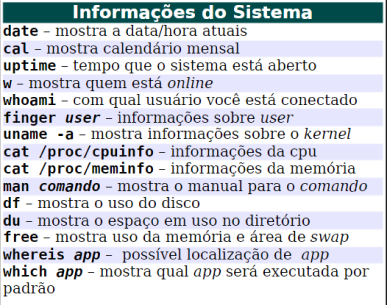 Informações do Sistema
date – mostra a data/hora atuais
cal – mostra calendário mensal
uptime – tempo que o sistema está aberto
w – mostra quem está online
whoami – com qual usuário você está conectado
finger user – informações sobre user
uname -a – mostra informações sobre o kernel
cat /proc/cpuinfo – informações da cpu
cat /proc/meminfo – informações da memória
man comando – mostra o manual para o comando
df – mostra o uso do disco
du – mostra o espaço em uso no diretório
free – mostra uso da memória e área de swap
whereis app – possível localização de app
which app – mostra qual app será executada por
padrão